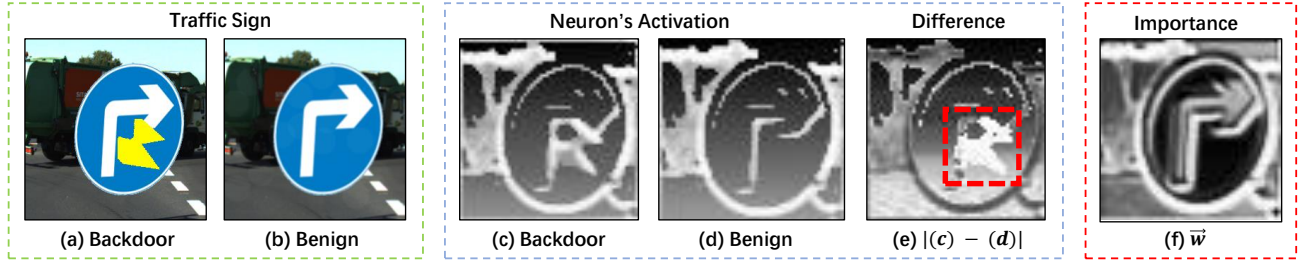 Traffic Sign
Neuron's Activation
Difference
Importance
(a) Backdoor
(b) Benign
(c) Backdoor
(d) Benign
(e) |(c) − (d)|
(f) w⃗